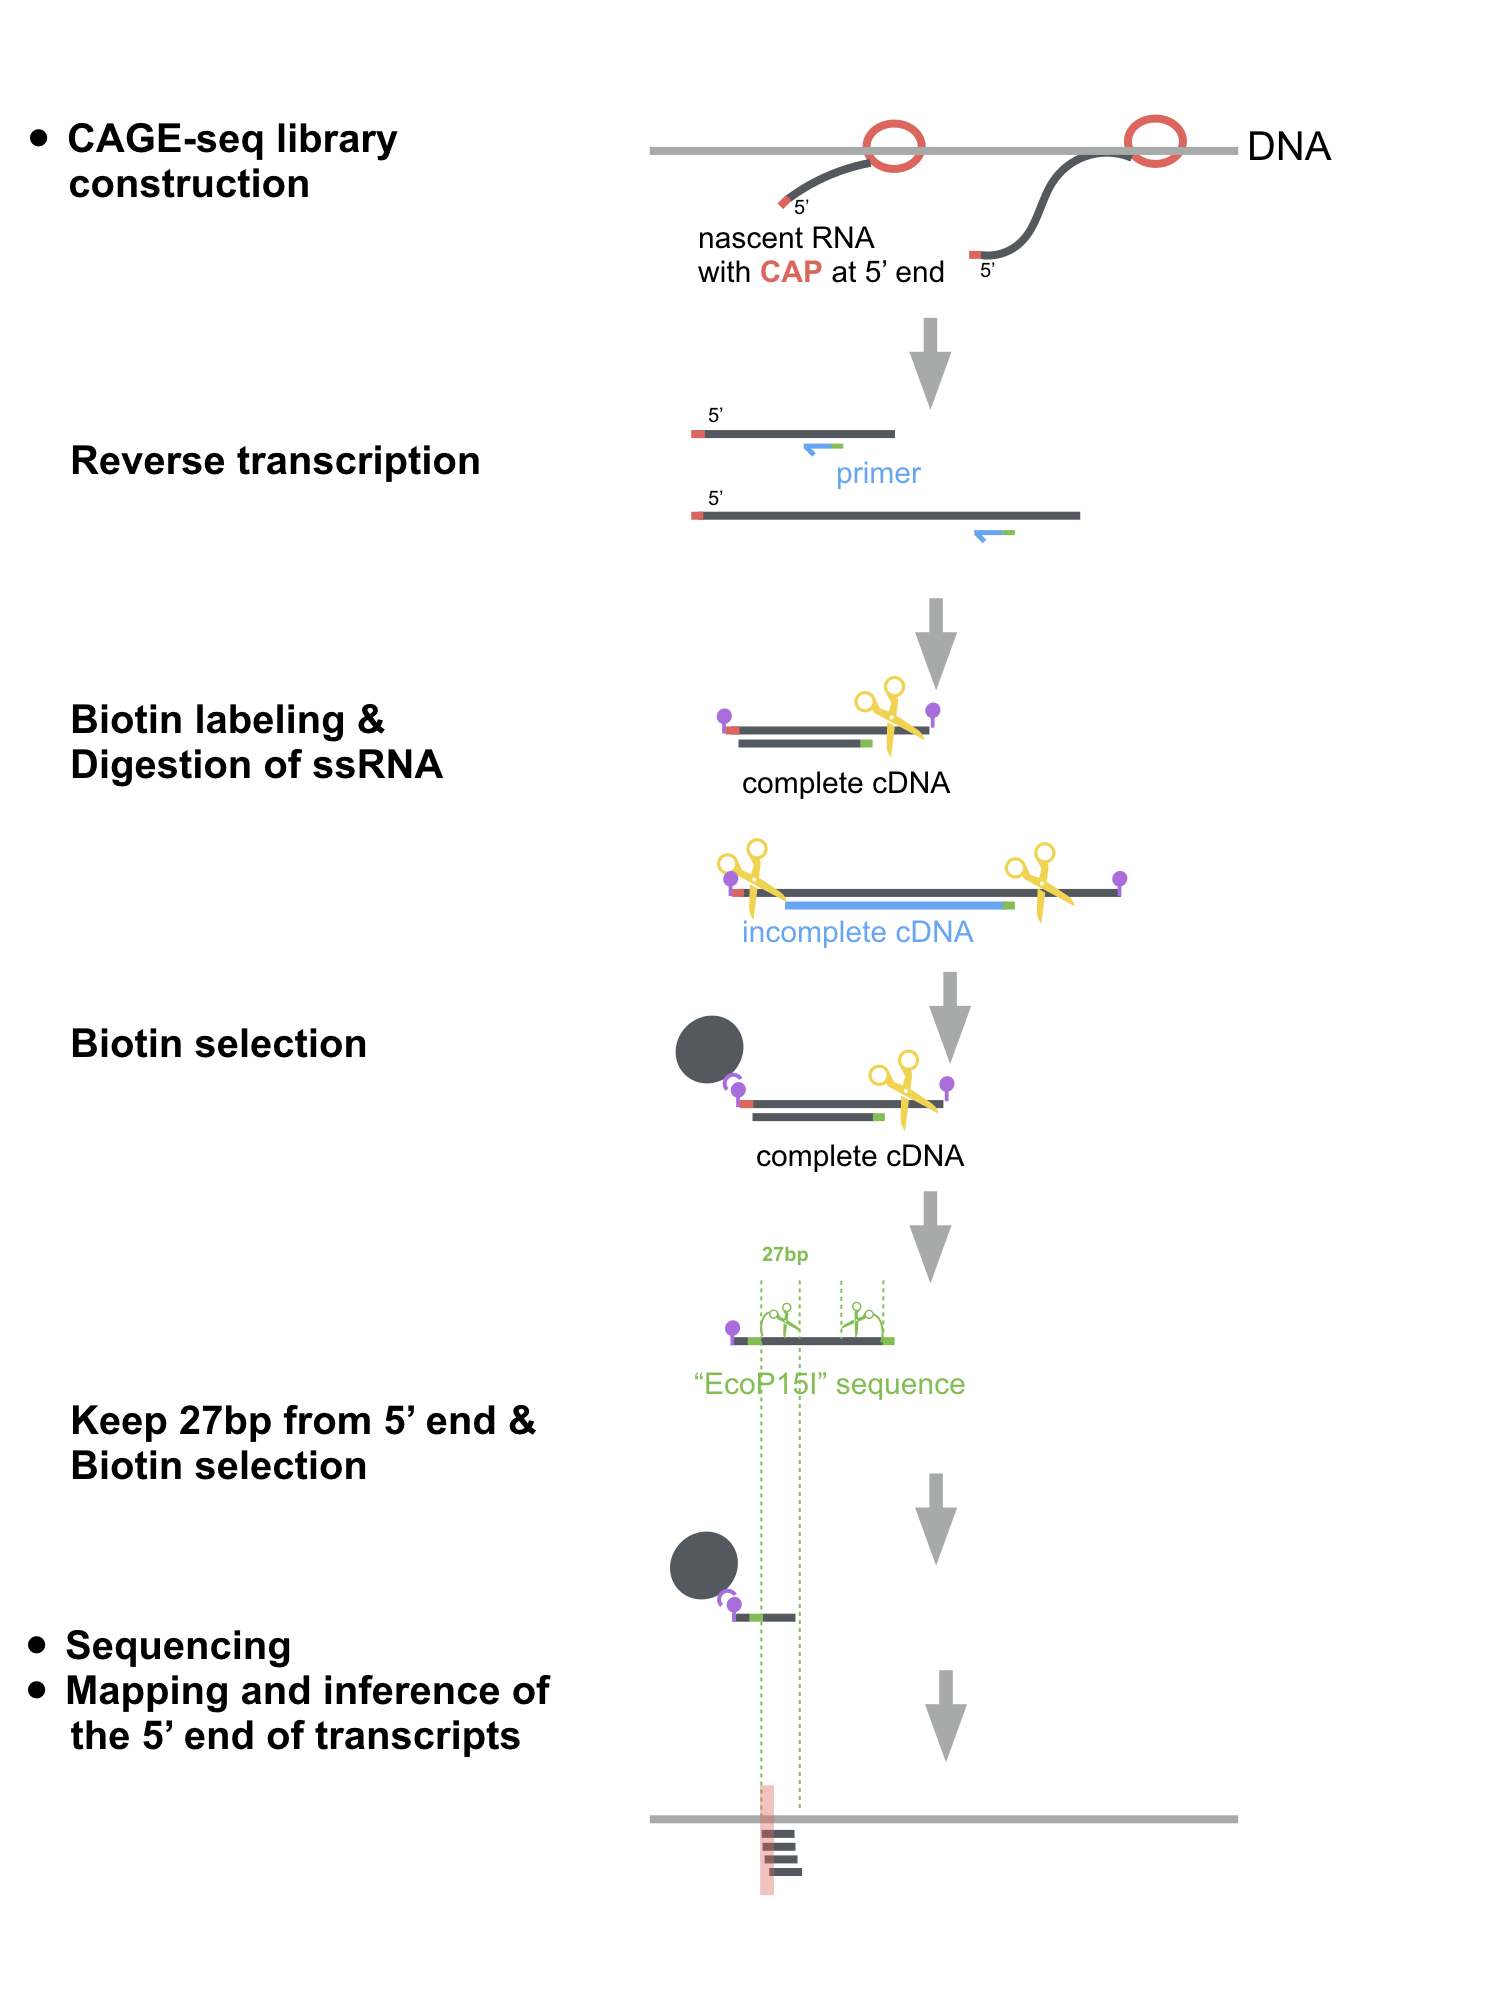 • CAGE-seq library
construction
DNA
5’
nascent RNA
with CAP at 5’ end
5’
Reverse transcription
5’
primer
5’
Biotin labeling &
Digestion of ssRNA
complete cDNA
incomplete cDNA
Biotin selection
complete cDNA
27bp
“EcoP15I” sequence
Keep 27bp from 5’ end &
Biotin selection
• Sequencing
• Mapping and inference of
the 5’ end of transcripts